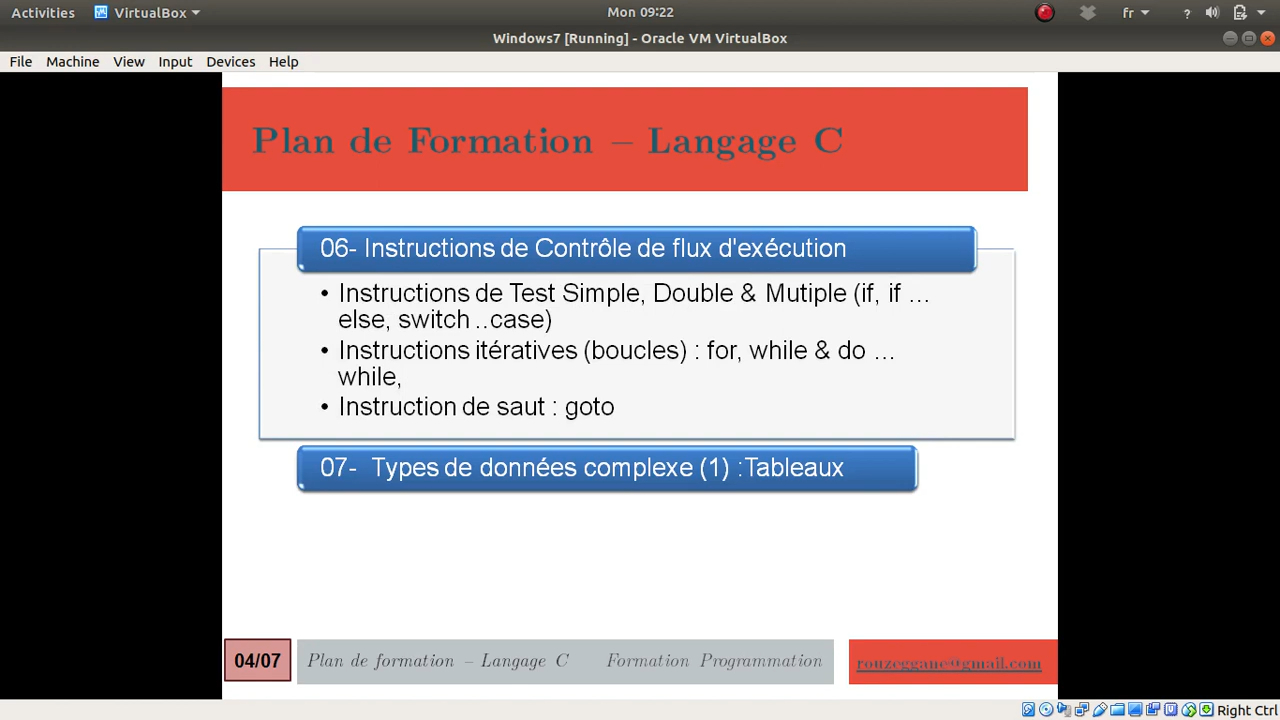 Activities VirtualBox Mon 09:22 fr ?
Windows7 [Running] - Oracle VM VirtualBox
File Machine View Input Devices Help
Plan de Formation – Langage C
06- Instructions de Contrôle de flux d'exécution
• Instructions de Test Simple, Double & Mutiple (if, if ...
else, switch ..case)
• Instructions itératives (boucles) : for, while & do ...
while,
• Instruction de saut : goto
07- Types de données complexe (1) :Tableaux
04/07 Plan de formation – Langage C Formation Programmation rouzeggane@gmail.com
Right Ctrl